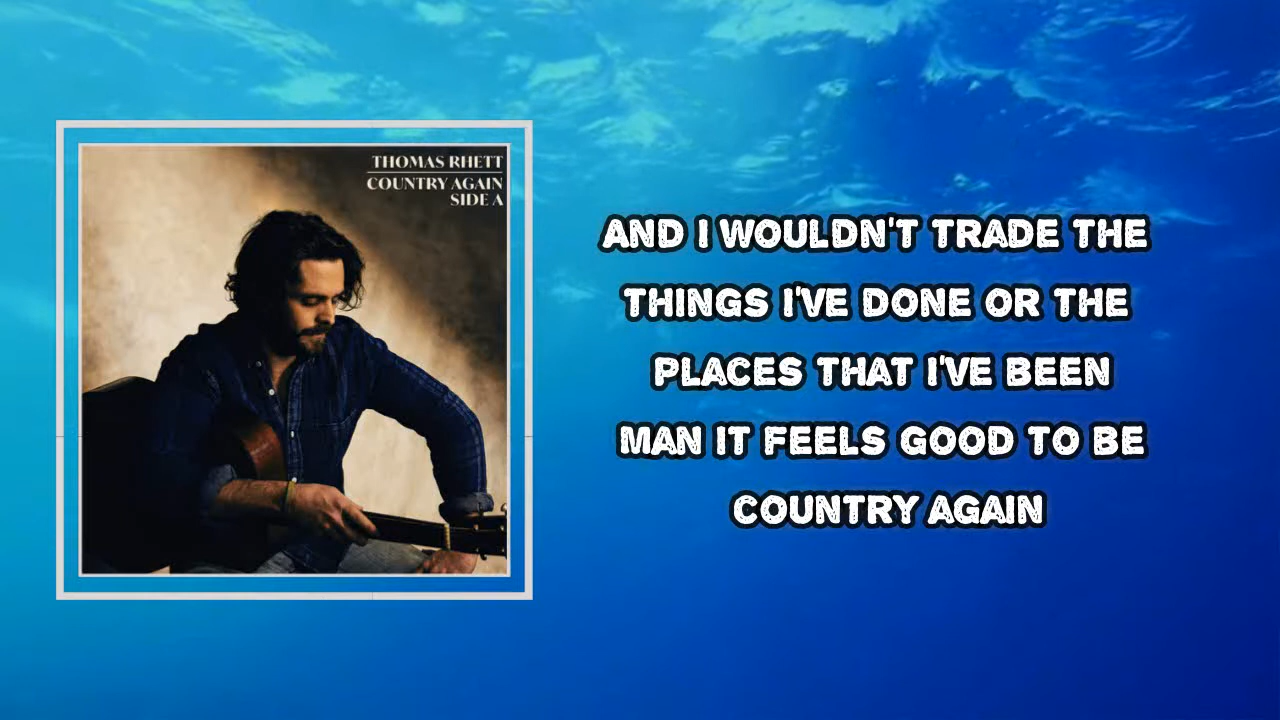 THOMAS RHETT
COUNTRY AGAIN
SIDE A
AND I WOULDN'T TRADE THE
THINGS I'VE DONE OR THE
PLACES THAT I'VE BEEN
MAN IT FEELS GOOD TO BE
COUNTRY AGAIN